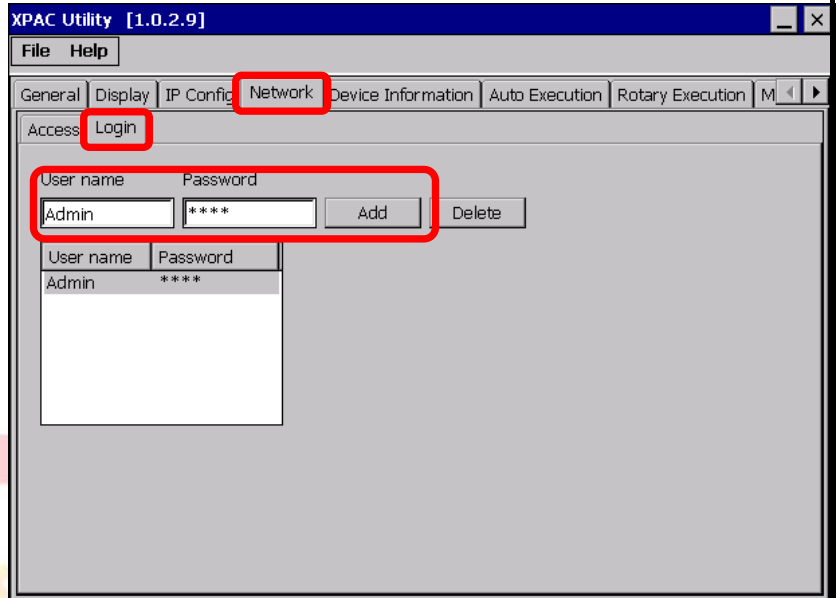 XPAC Utility [1.0.2.9]
File Help
General Display IP Config Network Device Information Auto Execution Rotary Execution M
Access Login
User name Password
Admin **** Add Delete
User name Password
Admin ****